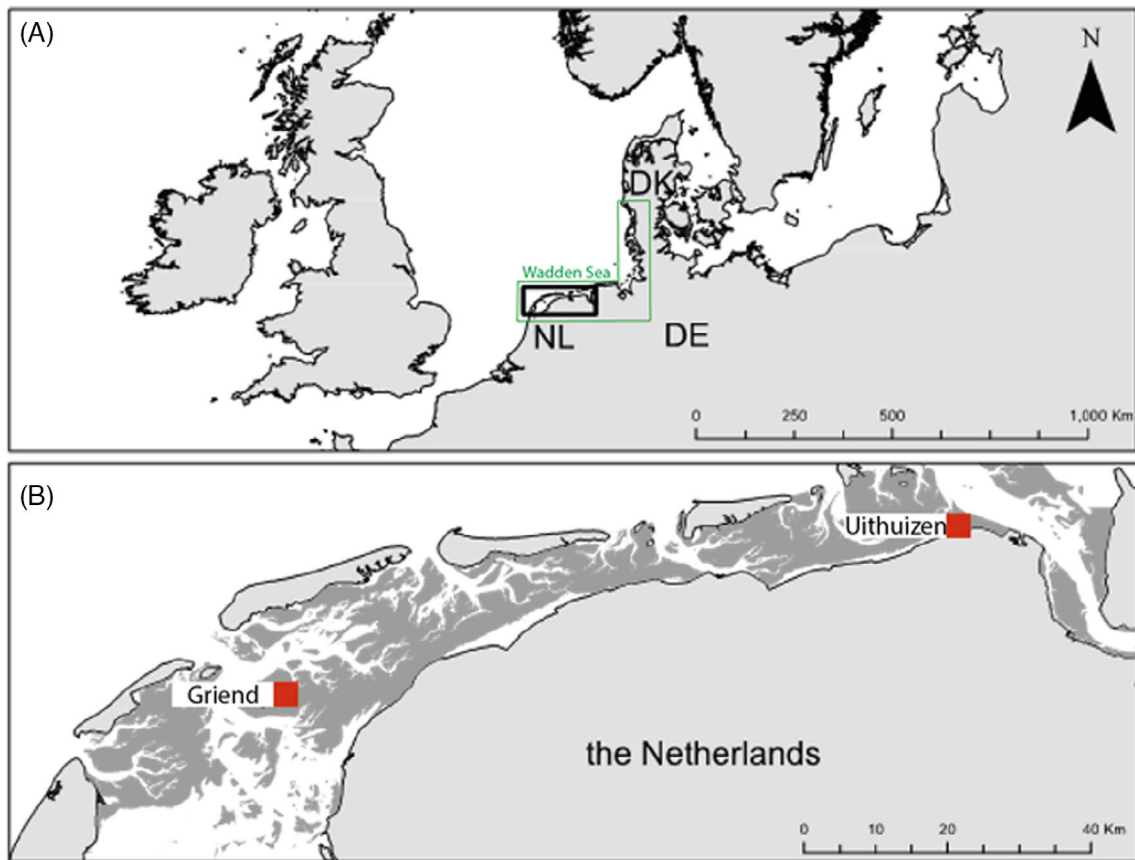 (A)
N
DK
Wadden Sea
NL
DE
0 250 500 1,000 Km
(B)
Uithuizen
Griend
the Netherlands
0 10 20 40 Km